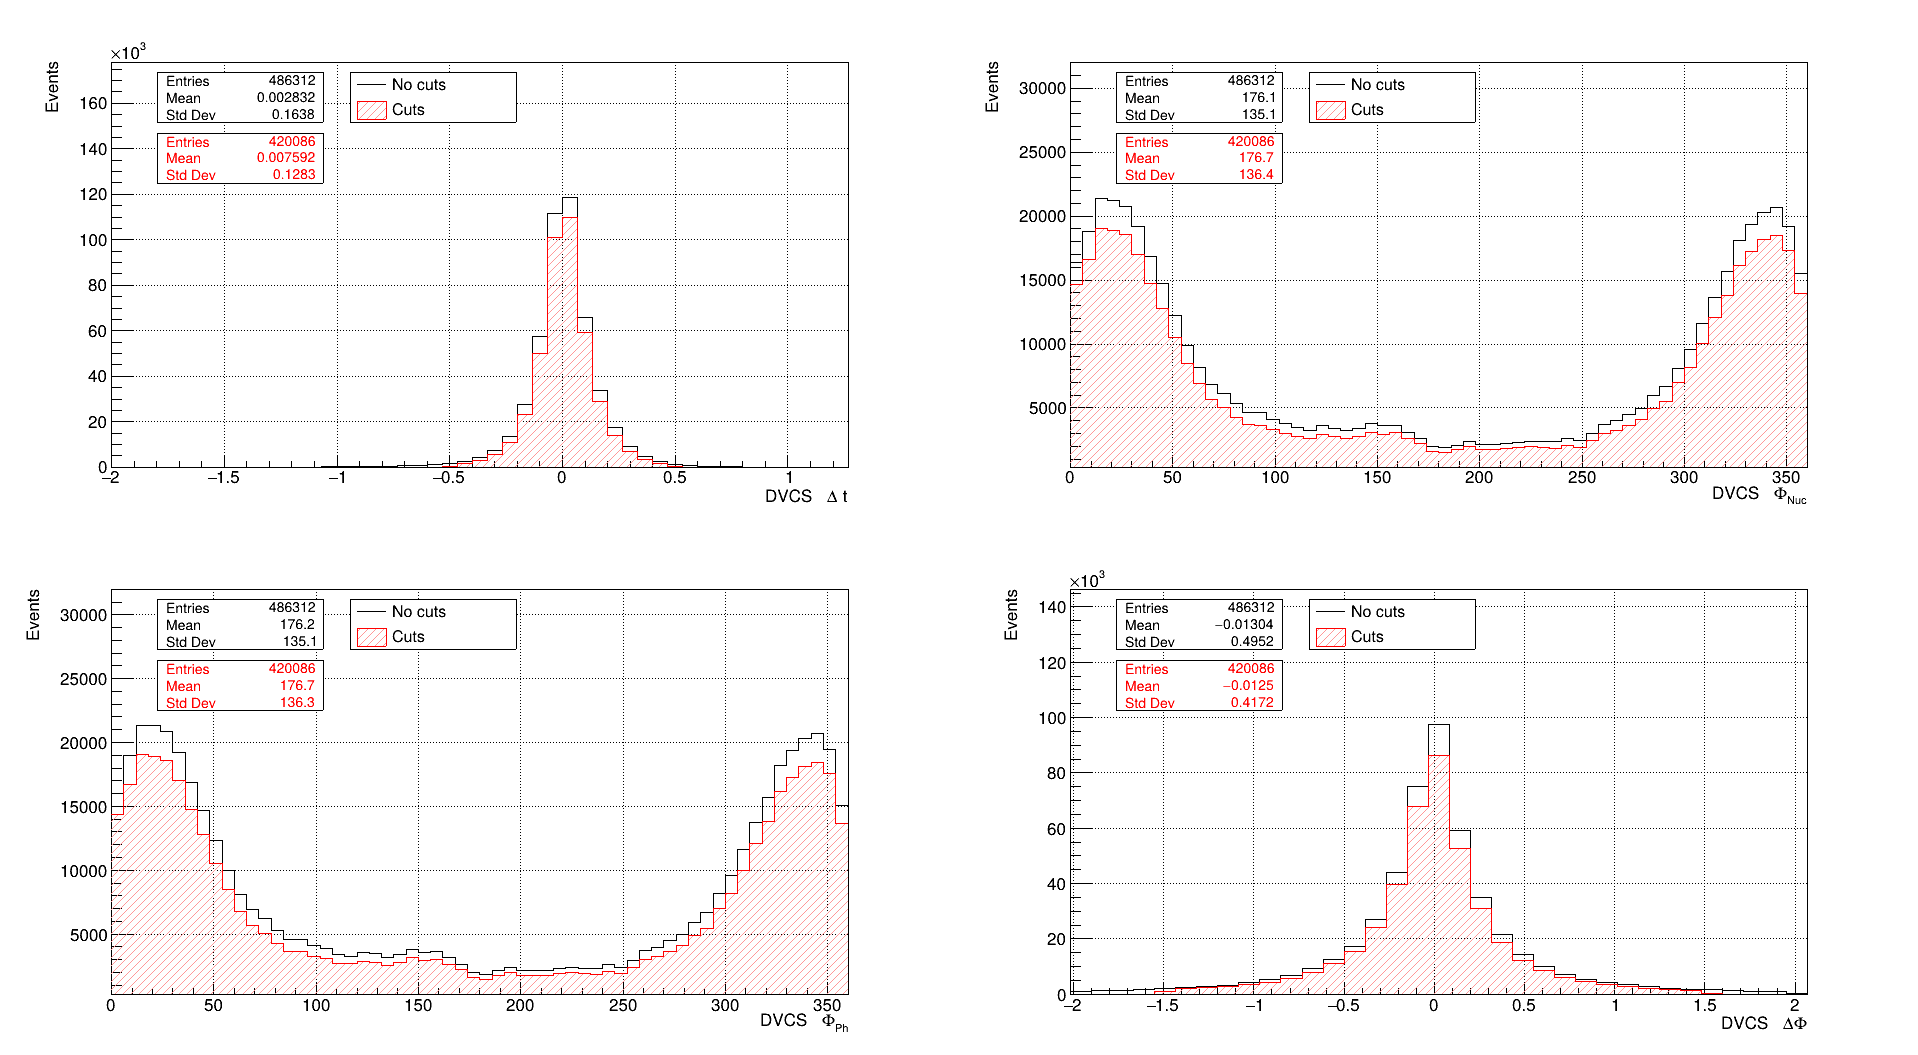 ×10³
Events
Entries 486312
Mean 0.002832
Std Dev 0.1638
Entries 420086
Mean 0.007592
Std Dev 0.1283
No cuts
Cuts
160
140
120
100
80
60
40
20
0
−2 −1.5 −1 −0.5 0 0.5 1
DVCS Δ t
Events
Entries 486312
Mean 176.1
Std Dev 135.1
Entries 420086
Mean 176.7
Std Dev 136.4
No cuts
Cuts
30000
25000
20000
15000
10000
5000
0 50 100 150 200 250 300 350
DVCS Φ_Nuc
Events
Entries 486312
Mean 176.2
Std Dev 135.1
Entries 420086
Mean 176.7
Std Dev 136.3
No cuts
Cuts
30000
25000
20000
15000
10000
5000
0 50 100 150 200 250 300 350
DVCS Φ_Ph
×10³
Events
Entries 486312
Mean −0.01304
Std Dev 0.4952
Entries 420086
Mean −0.0125
Std Dev 0.4172
No cuts
Cuts
140
120
100
80
60
40
20
0
−2 −1.5 −1 −0.5 0 0.5 1 1.5 2
DVCS ΔΦ